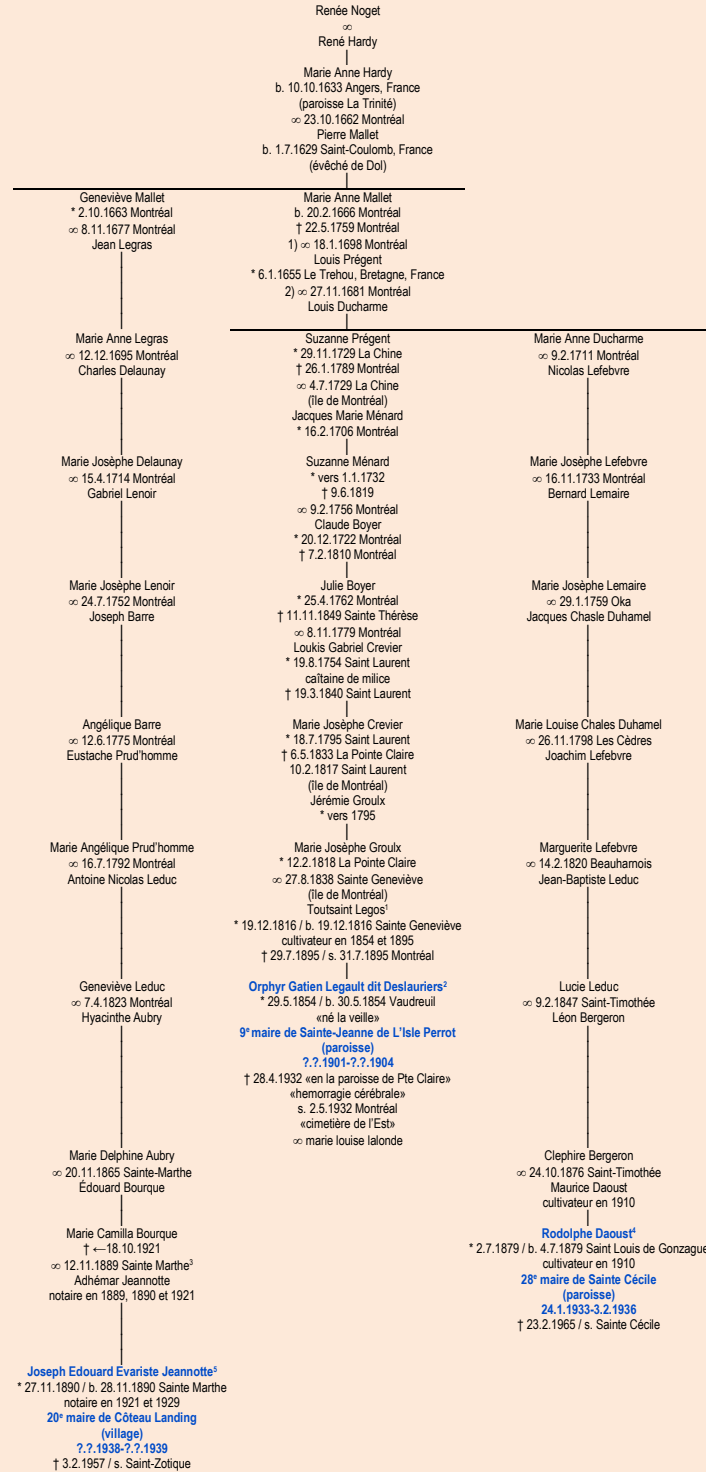 Renée Noget
∞
René Hardy
Marie Anne Hardy
b. 10.10.1633 Angers, France
(paroisse La Trinité)
∞ 23.10.1662 Montréal
Pierre Mallet
b. 1.7.1629 Saint-Coulomb, France
(évêché de Dol)
Geneviève Mallet
* 2.10.1663 Montréal
∞ 8.11.1677 Montréal
Jean Legras
Marie Anne Legras
∞ 12.12.1695 Montréal
Charles Delaunay
Marie Josèphe Delaunay
∞ 15.4.1714 Montréal
Gabriel Lenoir
Marie Josèphe Lenoir
∞ 24.7.1752 Montréal
Joseph Barre
Angélique Barre
∞ 12.6.1775 Montréal
Eustache Prud'homme
Marie Angélique Prud'homme
∞ 16.7.1792 Montréal
Antoine Nicolas Leduc
Geneviève Leduc
∞ 7.4.1823 Montréal
Hyacinthe Aubry
Marie Delphine Aubry
∞ 20.11.1865 Sainte-Marthe
Édouard Bourque
Marie Camilla Bourque
† ←18.10.1921
∞ 12.11.1889 Sainte Marthe³
Adhémar Jeannotte
notaire en 1889, 1890 et 1921
Joseph Edouard Evariste Jeannotte⁵
* 27.11.1890 / b. 28.11.1890 Sainte Marthe
notaire en 1921 et 1929
20ᵉ maire de Côteau Landing
(village)
?.?.1938-?.?.1939
† 3.2.1957 / s. Saint-Zotique
Marie Anne Mallet
b. 20.2.1666 Montréal
† 22.5.1759 Montréal
1) ∞ 18.1.1698 Montréal
Louis Prégent
* 6.1.1655 Le Trehou, Bretagne, France
2) ∞ 27.11.1681 Montréal
Louis Ducharme
Suzanne Prégent
* 29.11.1729 La Chine
† 26.1.1789 Montréal
∞ 4.7.1729 La Chine
(île de Montréal)
Jacques Marie Ménard
* 16.2.1706 Montréal
Suzanne Ménard
* vers 1.1.1732
† 9.6.1819
∞ 9.2.1756 Montréal
Claude Boyer
* 20.12.1722 Montréal
† 7.2.1810 Montréal
Julie Boyer
* 25.4.1762 Montréal
† 11.11.1849 Sainte Thérèse
∞ 8.11.1779 Montréal
Loukis Gabriel Crevier
* 19.8.1754 Saint Laurent
caîtaine de milice
† 19.3.1840 Saint Laurent
Marie Josèphe Crevier
* 18.7.1795 Saint Laurent
† 6.5.1833 La Pointe Claire
10.2.1817 Saint Laurent
(île de Montréal)
Jérémie Groulx
* vers 1795
Marie Josèphe Groulx
* 12.2.1818 La Pointe Claire
∞ 27.8.1838 Sainte Geneviève
(île de Montréal)
Toutsaint Legos¹
* 19.12.1816 / b. 19.12.1816 Sainte Geneviève
cultivateur en 1854 et 1895
† 29.7.1895 / s. 31.7.1895 Montréal
Orphyr Gatien Legault dit Deslauriers²
* 29.5.1854 / b. 30.5.1854 Vaudreuil
«né la veille»
9ᵉ maire de Sainte-Jeanne de L'Isle Perrot
(paroisse)
?.?.1901-?.?.1904
† 28.4.1932 «en la paroisse de Pte Claire»
«hemorragie cérébrale»
s. 2.5.1932 Montréal
«cimetière de l'Est»
∞ marie louise lalonde
Marie Anne Ducharme
∞ 9.2.1711 Montréal
Nicolas Lefebvre
Marie Josèphe Lefebvre
∞ 16.11.1733 Montréal
Bernard Lemaire
Marie Josèphe Lemaire
∞ 29.1.1759 Oka
Jacques Chasle Duhamel
Marie Louise Chales Duhamel
∞ 26.11.1798 Les Cèdres
Joachim Lefebvre
Marguerite Lefebvre
∞ 14.2.1820 Beauharnois
Jean-Baptiste Leduc
Lucie Leduc
∞ 9.2.1847 Saint-Timothée
Léon Bergeron
Clephire Bergeron
∞ 24.10.1876 Saint-Timothée
Maurice Daoust
cultivateur en 1910
Rodolphe Daoust⁴
* 2.7.1879 / b. 4.7.1879 Saint Louis de Gonzague
cultivateur en 1910
28ᵉ maire de Sainte Cécile
(paroisse)
24.1.1933-3.2.1936
† 23.2.1965 / s. Sainte Cécile